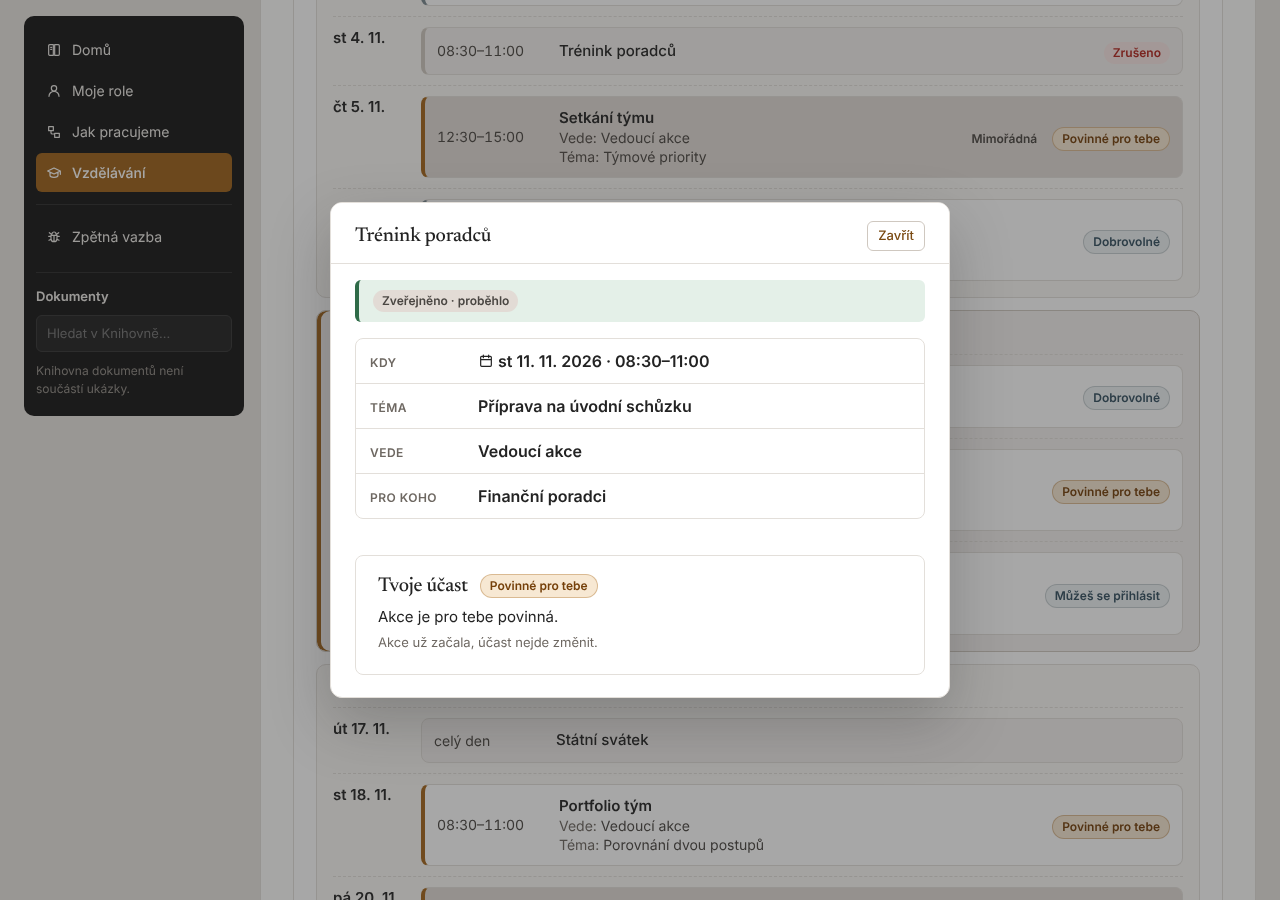 Domů
Moje role
Jak pracujeme
Vzdělávání
Zpětná vazba
Dokumenty
Hledat v Knihovně…
Knihovna dokumentů není
součástí ukázky.
st 4. 11.
08:30–11:00
Trénink poradců
Zrušeno
čt 5. 11.
12:30–15:00
Setkání týmu
Vede: Vedoucí akce
Téma: Týmové priority
Mimořádná
Povinné pro tebe
Dobrovolné
Trénink poradců
Zavřít
Zveřejněno · proběhlo
KDY
st 11. 11. 2026 · 08:30–11:00
TÉMA
Příprava na úvodní schůzku
VEDE
Vedoucí akce
PRO KOHO
Finanční poradci
Tvoje účast
Povinné pro tebe
Akce je pro tebe povinná.
Akce už začala, účast nejde změnit.
Dobrovolné
Povinné pro tebe
Můžeš se přihlásit
út 17. 11.
celý den
Státní svátek
st 18. 11.
08:30–11:00
Portfolio tým
Vede: Vedoucí akce
Téma: Porovnání dvou postupů
Povinné pro tebe
pá 20. 11.